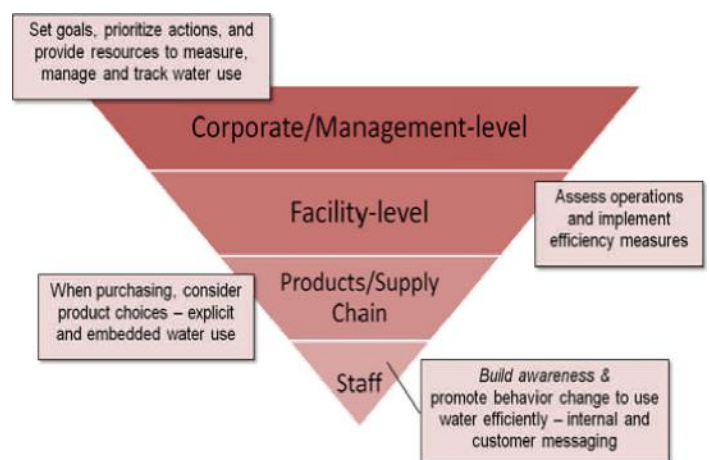 Set goals, prioritize actions, and
provide resources to measure,
manage and track water use
Corporate/Management-level
Facility-level
Assess operations
and implement
efficiency measures
Products/Supply
Chain
When purchasing, consider
product choices – explicit
and embedded water use
Staff
Build awareness &
promote behavior change to use
water efficiently – internal and
customer messaging